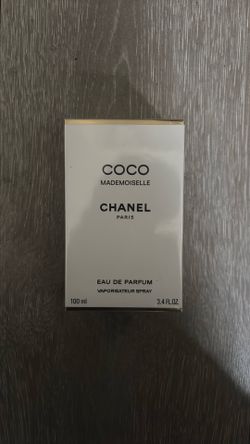 COCO
MADEMOISELLE
CHANEL
PARIS
EAU DE PARFUM
VAPORISATEUR SPRAY
100 ml 3.4 FL.OZ.